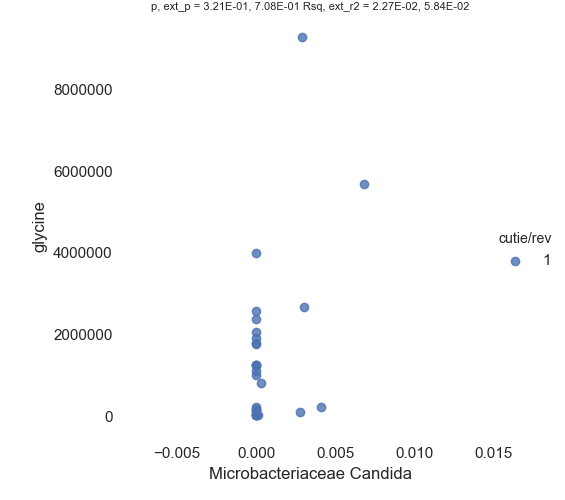 p, ext_p = 3.21E-01, 7.08E-01 Rsq, ext_r2 = 2.27E-02, 5.84E-02
8000000
6000000
4000000
2000000
0
glycine
cutie/rev
1
−0.005 0.000 0.005 0.010 0.015
Microbacteriaceae Candida